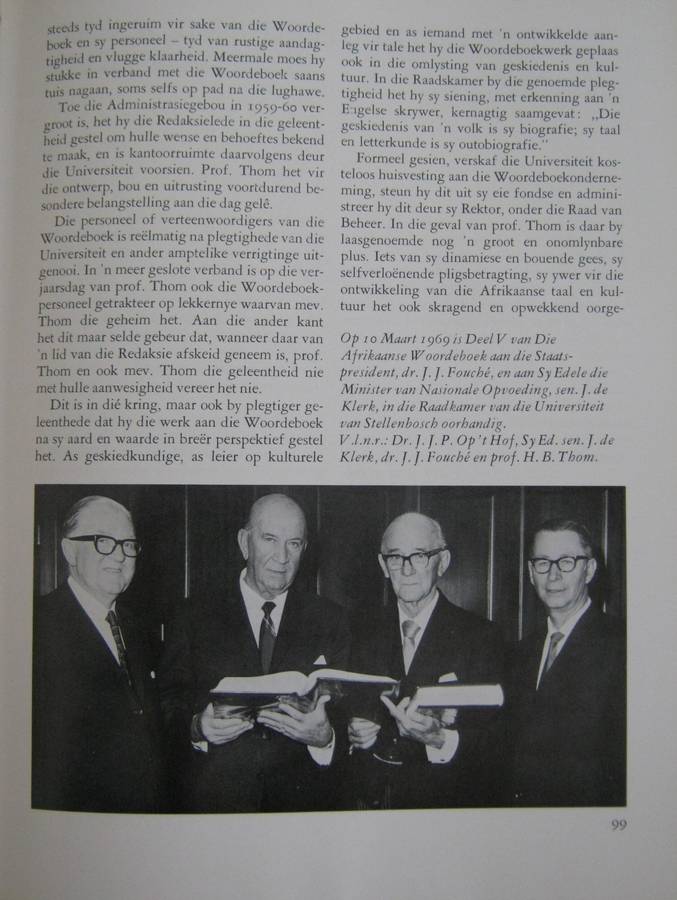 steeds tyd ingeruim vir sake van die Woorde-
boek en sy personeel – tyd van rustige aandag-
tigheid en vlugge klaarheid. Meermale moes hy
stukke in verband met die Woordeboek saans
tuis nagaan, soms selfs op pad na die lughawe.
Toe die Administrasiegebou in 1959-60 ver-
groot is, het hy die Redaksielede in die geleent-
heid gestel om hulle wense en behoeftes bekend
te maak, en is kantoorruimte daarvolgens deur
die Universiteit voorsien. Prof. Thom het vir
die ontwerp, bou en uitrusting voortdurend be-
sondere belangstelling aan die dag gelê.
Die personeel of verteenwoordigers van die
Woordeboek is reëlmatig na plegtighede van die
Universiteit en ander amptelike verrigtinge uit-
genooi. In 'n meer geslote verband is op die ver-
jaarsdag van prof. Thom ook die Woordeboek-
personeel getrakteer op lekkernye waarvan mev.
Thom die geheim het. Aan die ander kant
het dit maar selde gebeur dat, wanneer daar van
'n lid van die Redaksie afskeid geneem is, prof.
Thom en ook mev. Thom die geleentheid nie
met hulle aanwesigheid vereer het nie.
Dit is in dié kring, maar ook by plegtiger ge-
leenthede dat hy die werk aan die Woordeboek
na sy aard en waarde in breër perspektief gestel
het. As geskiedkundige, as leier op kulturele
gebied en as iemand met 'n ontwikkelde aan-
leg vir tale het hy die Woordeboekwerk geplaas
ook in die omlysting van geskiedenis en kul-
tuur. In die Raadskamer by die genoemde pleg-
tigheid het hy sy siening, met erkenning aan 'n
Engelse skrywer, kernagtig saamgevat: „Die
geskiedenis van 'n volk is sy biografie; sy taal
en letterkunde is sy outobiografie."
Formeel gesien, verskaf die Universiteit kos-
teloos huisvesting aan die Woordeboekonderne-
ming, steun hy dit uit sy eie fondse en admini-
streer hy dit deur sy Rektor, onder die Raad van
Beheer. In die geval van prof. Thom is daar by
laasgenoemde nog 'n groot en onomlynbare
plus. Iets van sy dinamiese en bouende gees, sy
selfverloënende pligsbetragting, sy ywer vir die
ontwikkeling van die Afrikaanse taal en kul-
tuur het ook skragend en opwekkend oorge-
Op 10 Maart 1969 is Deel V van Die
Afrikaanse Woordeboek aan die Staats-
president, dr. J. J. Fouché, en aan Sy Edele die
Minister van Nasionale Opvoeding, sen. J. de
Klerk, in die Raadkamer van die Universiteit
van Stellenbosch oorhandig.
V.l.n.r.: Dr. J. J. P. Op 't Hof, Sy Ed. sen. J. de
Klerk, dr. J. J. Fouché en prof. H. B. Thom.
99